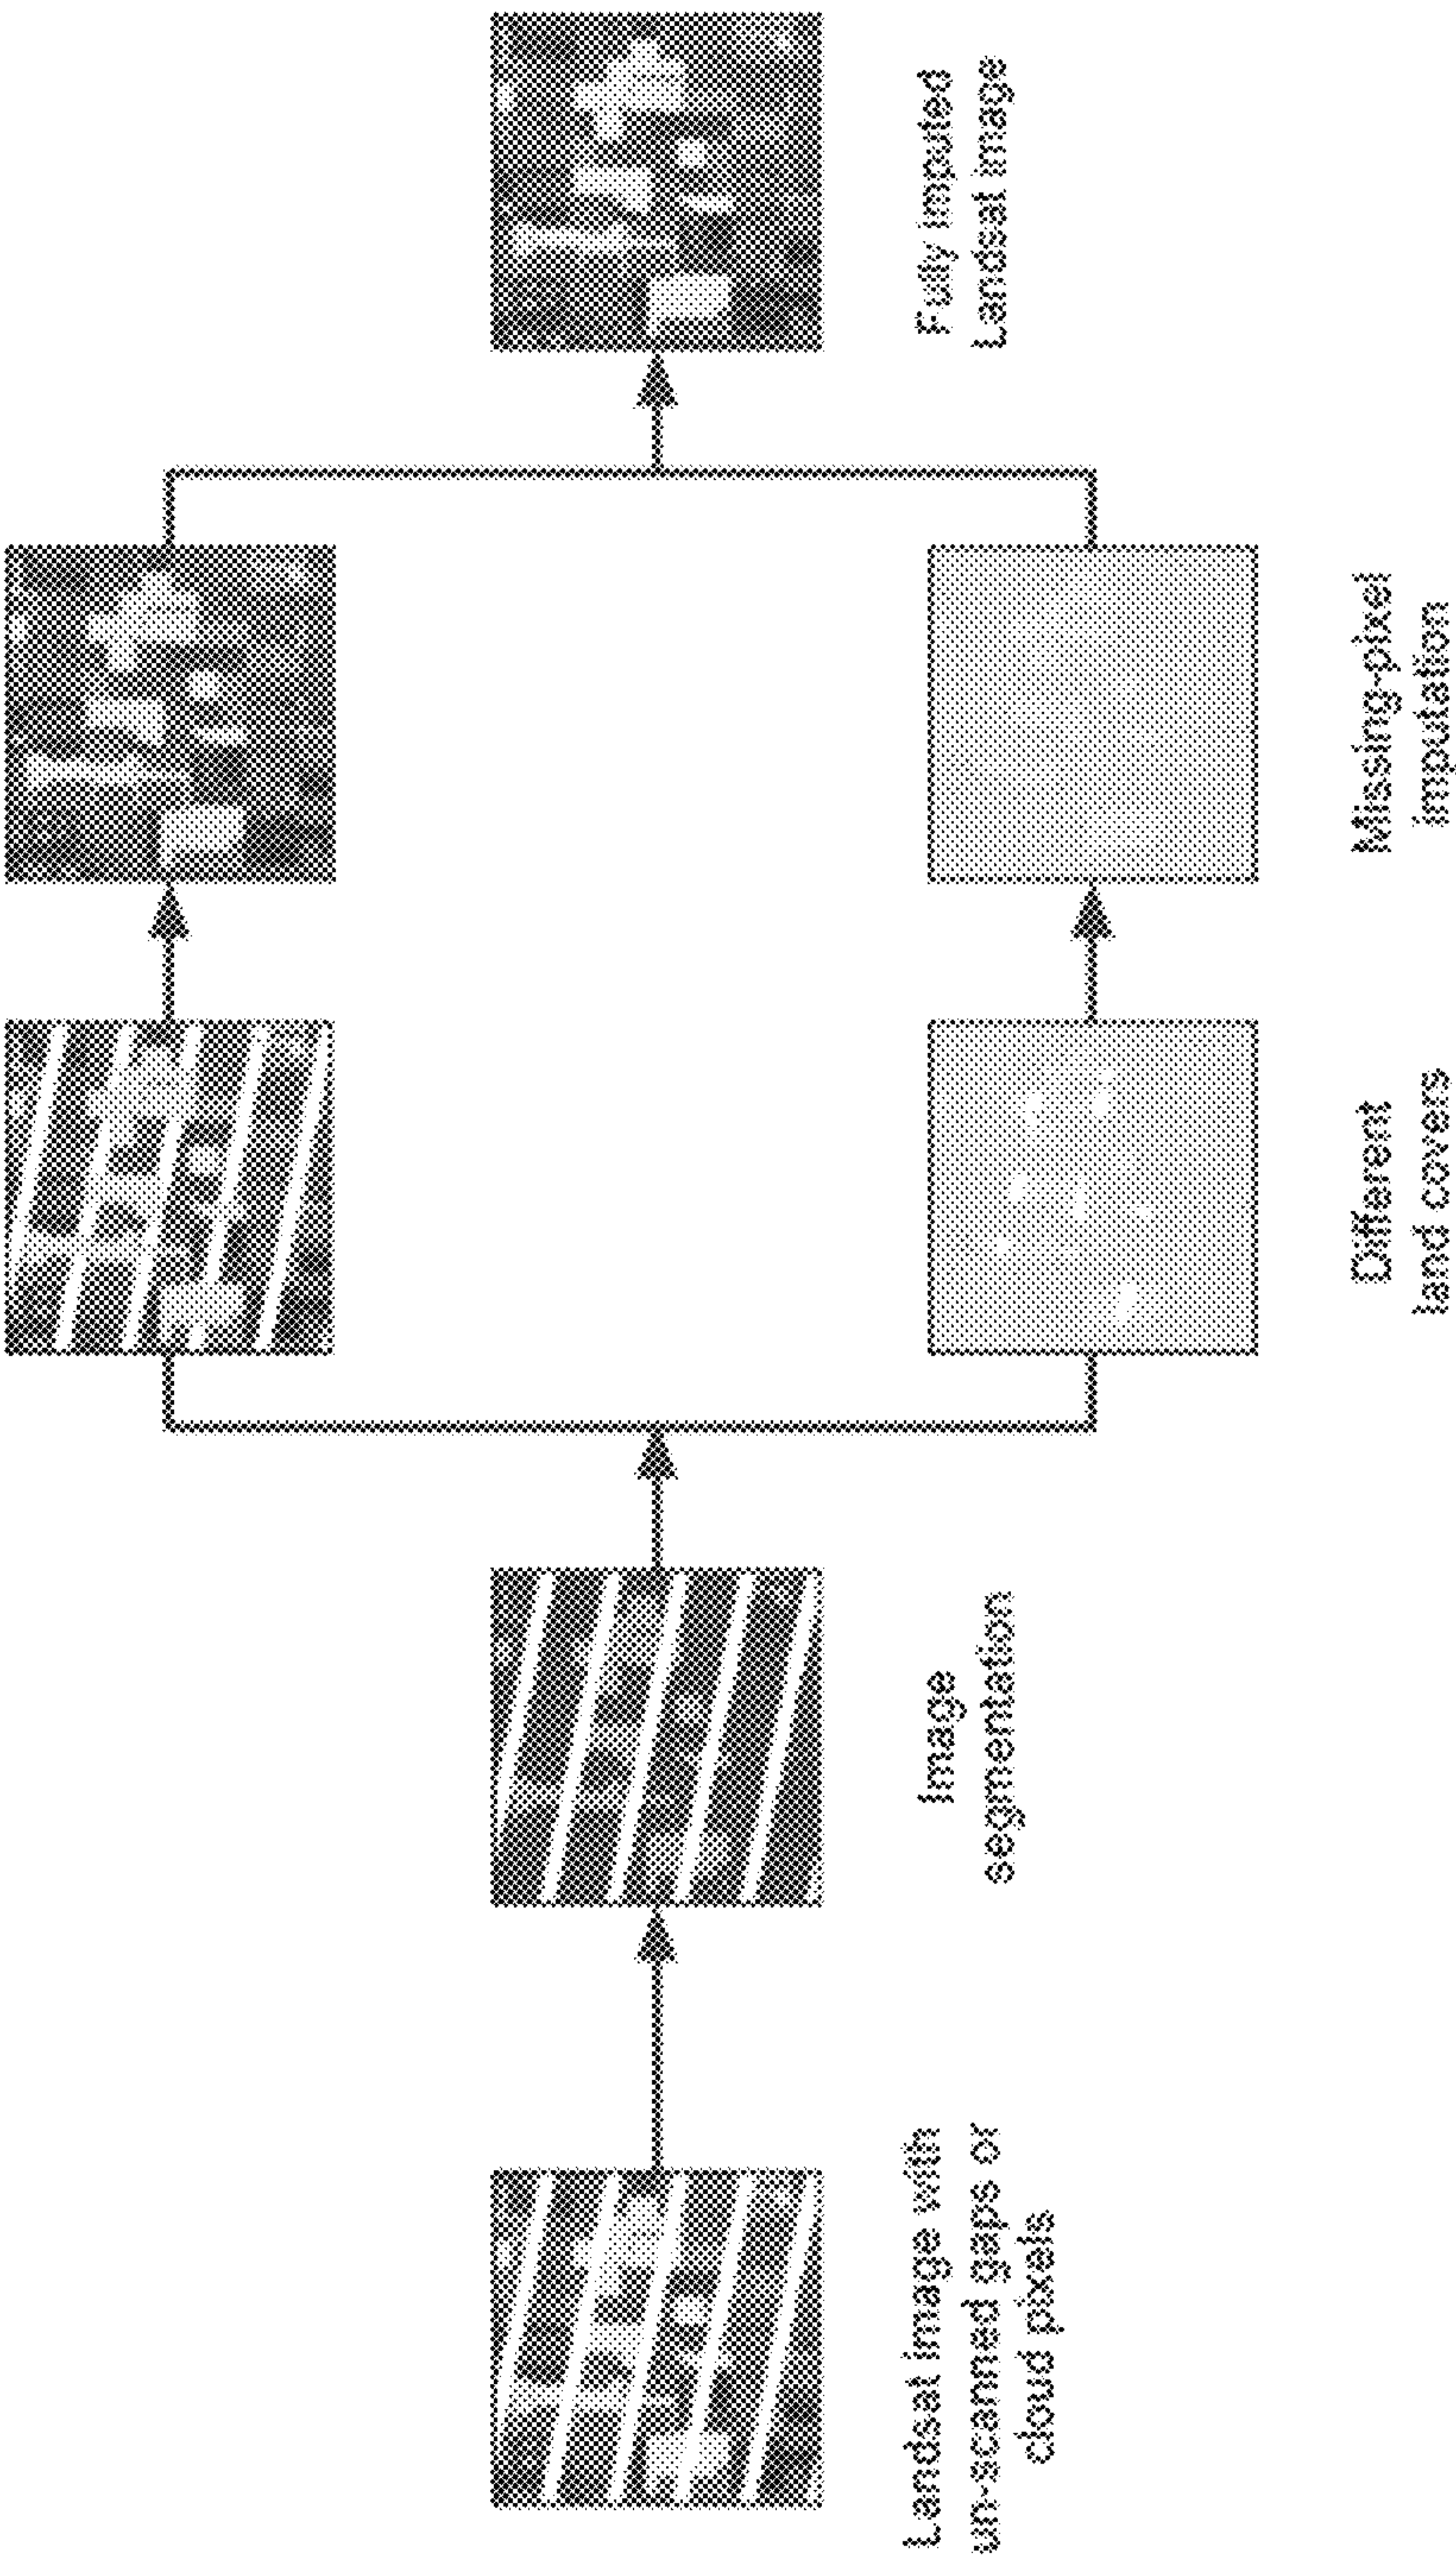 Landsat image with
un-scanned gaps or
cloud pixels
Image
segmentation
Different
land covers
Missing-pixel
imputation
Fully imputed
Landsat image